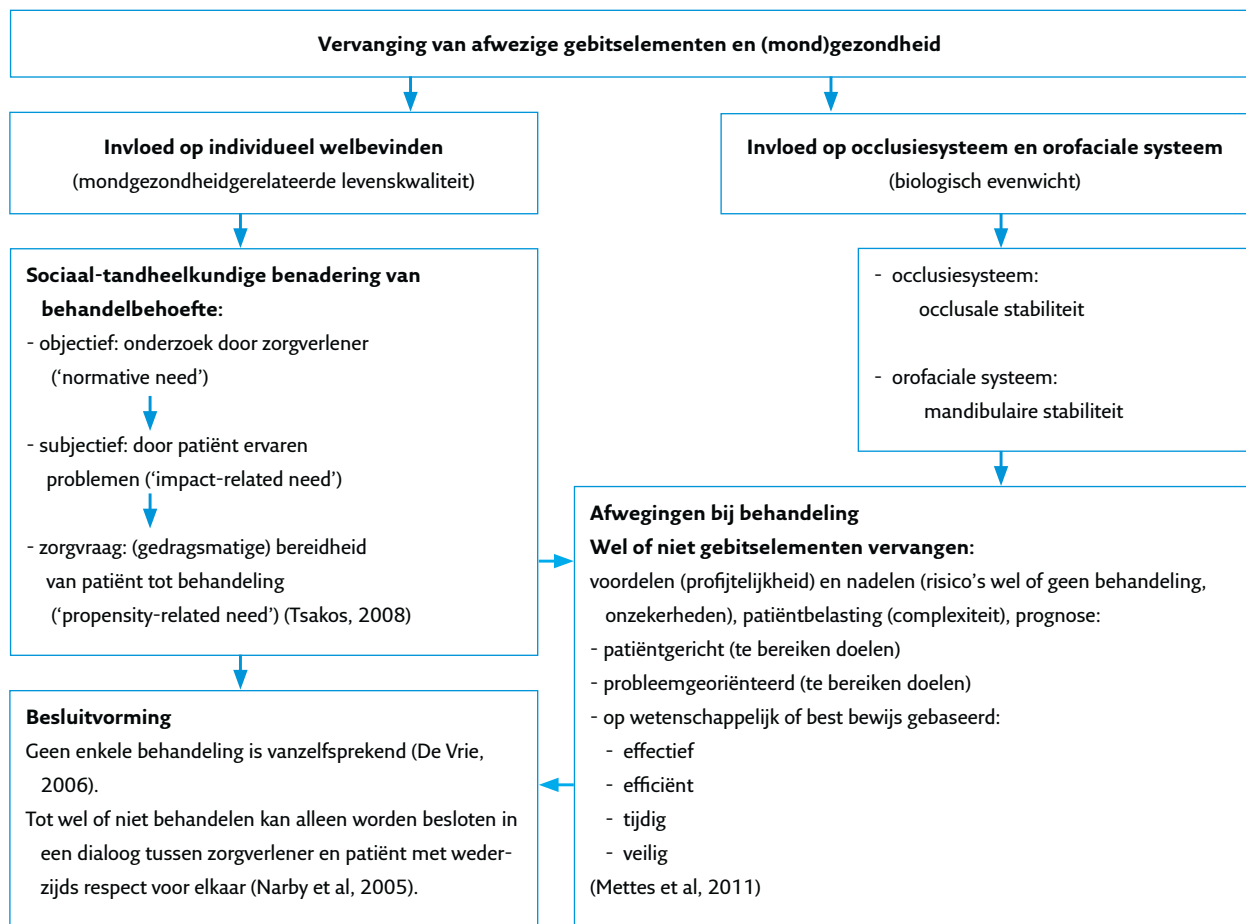 Vervanging van afwezige gebitselementen en (mond)gezondheid
Invloed op individueel welbevinden
(mondgezondheidgerelateerde levenskwaliteit)
Invloed op occlusiesysteem en orofaciale systeem
(biologisch evenwicht)
Sociaal-tandheelkundige benadering van
behandelbehoefte:
- objectief: onderzoek door zorgverlener
(‘normative need’)
- subjectief: door patiënt ervaren
problemen (‘impact-related need’)
- zorgvraag: (gedragsmatige) bereidheid
van patiënt tot behandeling
(‘propensity-related need’) (Tsakos, 2008)
- occlusiesysteem:
occlusale stabiliteit
- orofaciale systeem:
mandibulaire stabiliteit
Afwegingen bij behandeling
Wel of niet gebitselementen vervangen:
voordelen (profijtelijkheid) en nadelen (risico’s wel of geen behandeling,
onzekerheden), patiëntbelasting (complexiteit), prognose:
- patiëntgericht (te bereiken doelen)
- probleemgeoriënteerd (te bereiken doelen)
- op wetenschappelijk of best bewijs gebaseerd:
- effectief
- efficiënt
- tijdig
- veilig
(Mettes et al, 2011)
Besluitvorming
Geen enkele behandeling is vanzelfsprekend (De Vrie,
2006).
Tot wel of niet behandelen kan alleen worden besloten in
een dialoog tussen zorgverlener en patiënt met weder-
zijds respect voor elkaar (Narby et al, 2005).